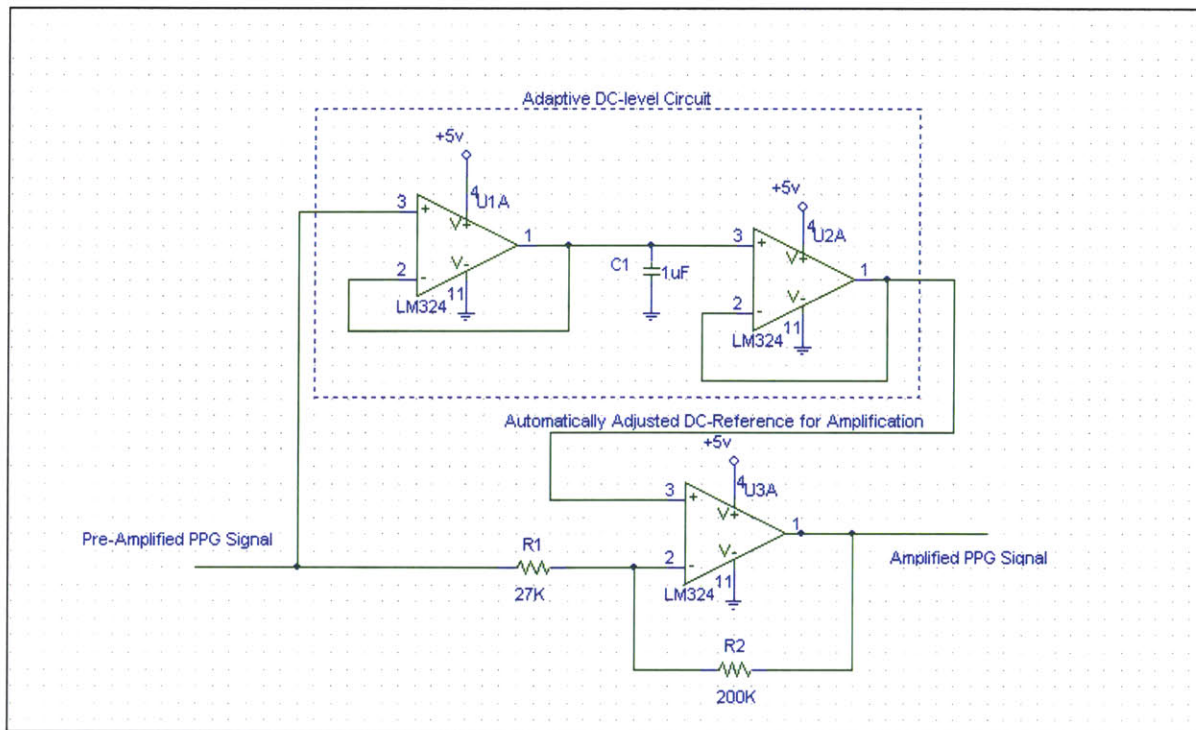 Adaptive DC-level Circuit
+5v
4
U1A
3
+
V+
1
2
-
V-
11
LM324
C1
1uF
+5v
4
U2A
3
+
V+
1
2
-
V-
11
LM324
Automatically Adjusted DC-Reference for Amplification
+5v
4
U3A
3
+
V+
1
2
-
V-
11
LM324
Pre-Amplified PPG Signal
R1
27K
Amplified PPG Signal
R2
200K